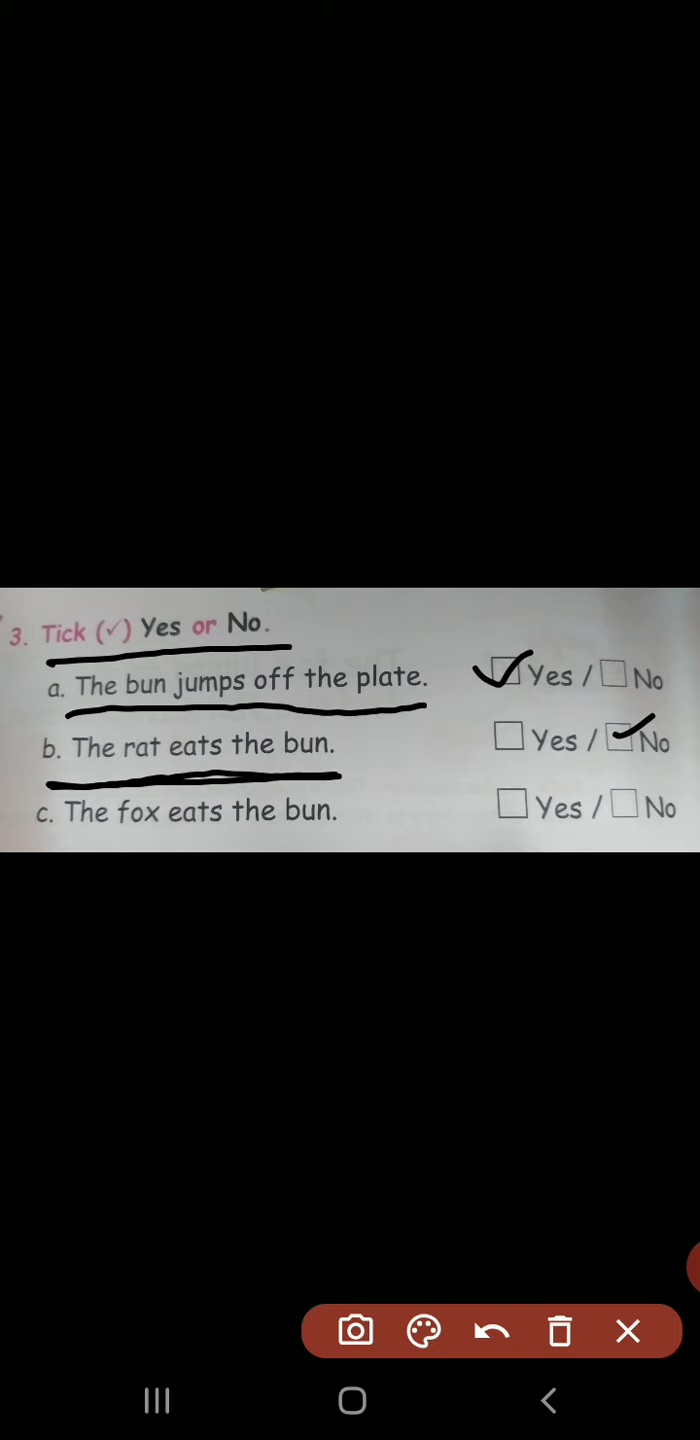 3. Tick (✓) Yes or No.
a. The bun jumps off the plate. Yes / No
b. The rat eats the bun. Yes / No
c. The fox eats the bun. Yes / No